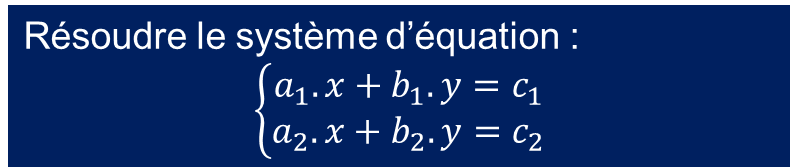 Résoudre le système d’équation :
a₁.x + b₁.y = c₁
a₂.x + b₂.y = c₂